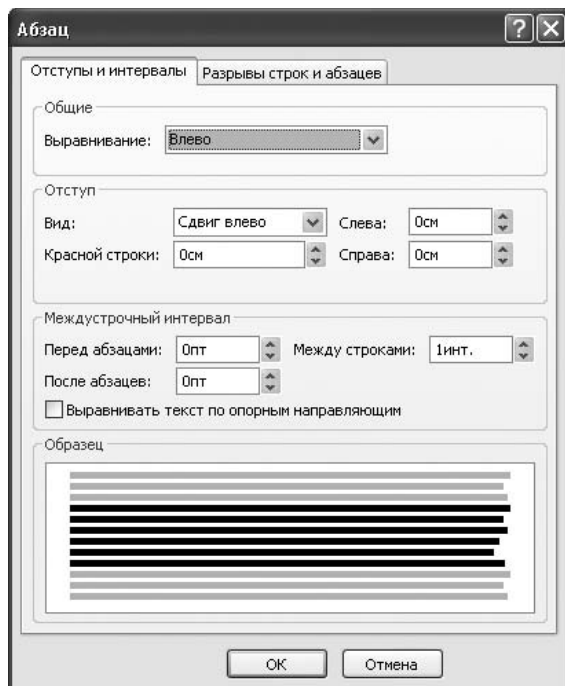 Абзац
Отступы и интервалы Разрывы строк и абзацев
Общие
Выравнивание: Влево
Отступ
Вид: Сдвиг влево Слева: 0см
Красной строки: 0см Справа: 0см
Междустрочный интервал
Перед абзацами: 0пт Между строками: 1инт.
После абзацев: 0пт
Выравнивать текст по опорным направляющим
Образец
ОК Отмена